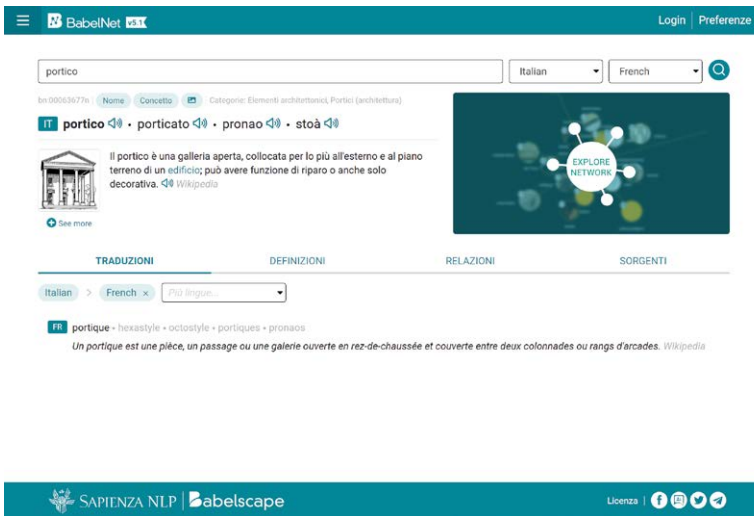 BabelNet v5.1
Login | Preferenze
portico
Italian
French
bn:00063677n Nome Concetto Categorie: Elementi architettonici, Portici (architettura)
IT portico • porticato • pronao • stoà
Il portico è una galleria aperta, collocata per lo più all'esterno e al piano
terreno di un edificio; può avere funzione di riparo o anche solo
decorativa. Wikipedia
See more
EXPLORE
NETWORK
TRADUZIONI
DEFINIZIONI
RELAZIONI
SORGENTI
Italian > French × Più lingue...
FR portique • hexastyle • octostyle • portiques • pronaos
Un portique est une pièce, un passage ou une galerie ouverte en rez-de-chaussée et couverte entre deux colonnades ou rangs d'arcades. Wikipedia
SAPIENZA NLP | Babelscape
Licenza |